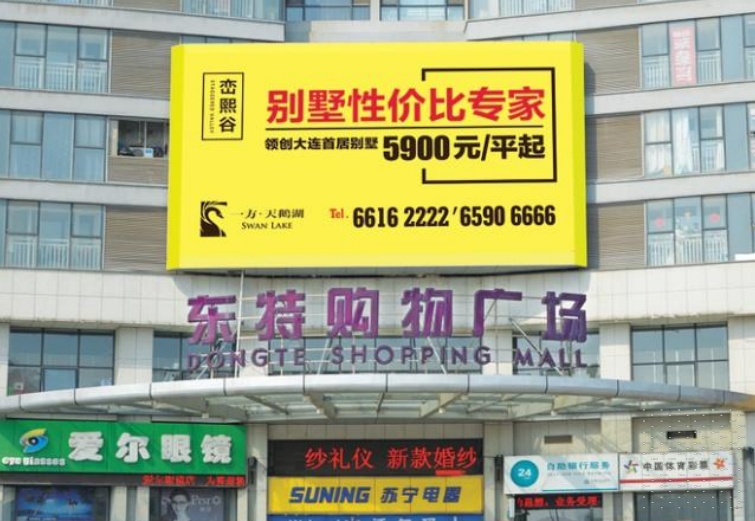 峦熙谷
别墅性价比专家
领创大连首居别墅 5900元/平起
一方·天鹅湖
SWAN LAKE
Tel. 6616 2222/6590 6666
东特购物广场
DONGTE SHOPPING MALL
eye glasses
爱尔眼镜
纱礼仪 新款婚纱
SUNING 苏宁电器
24
自助银行服务
中国体育彩票